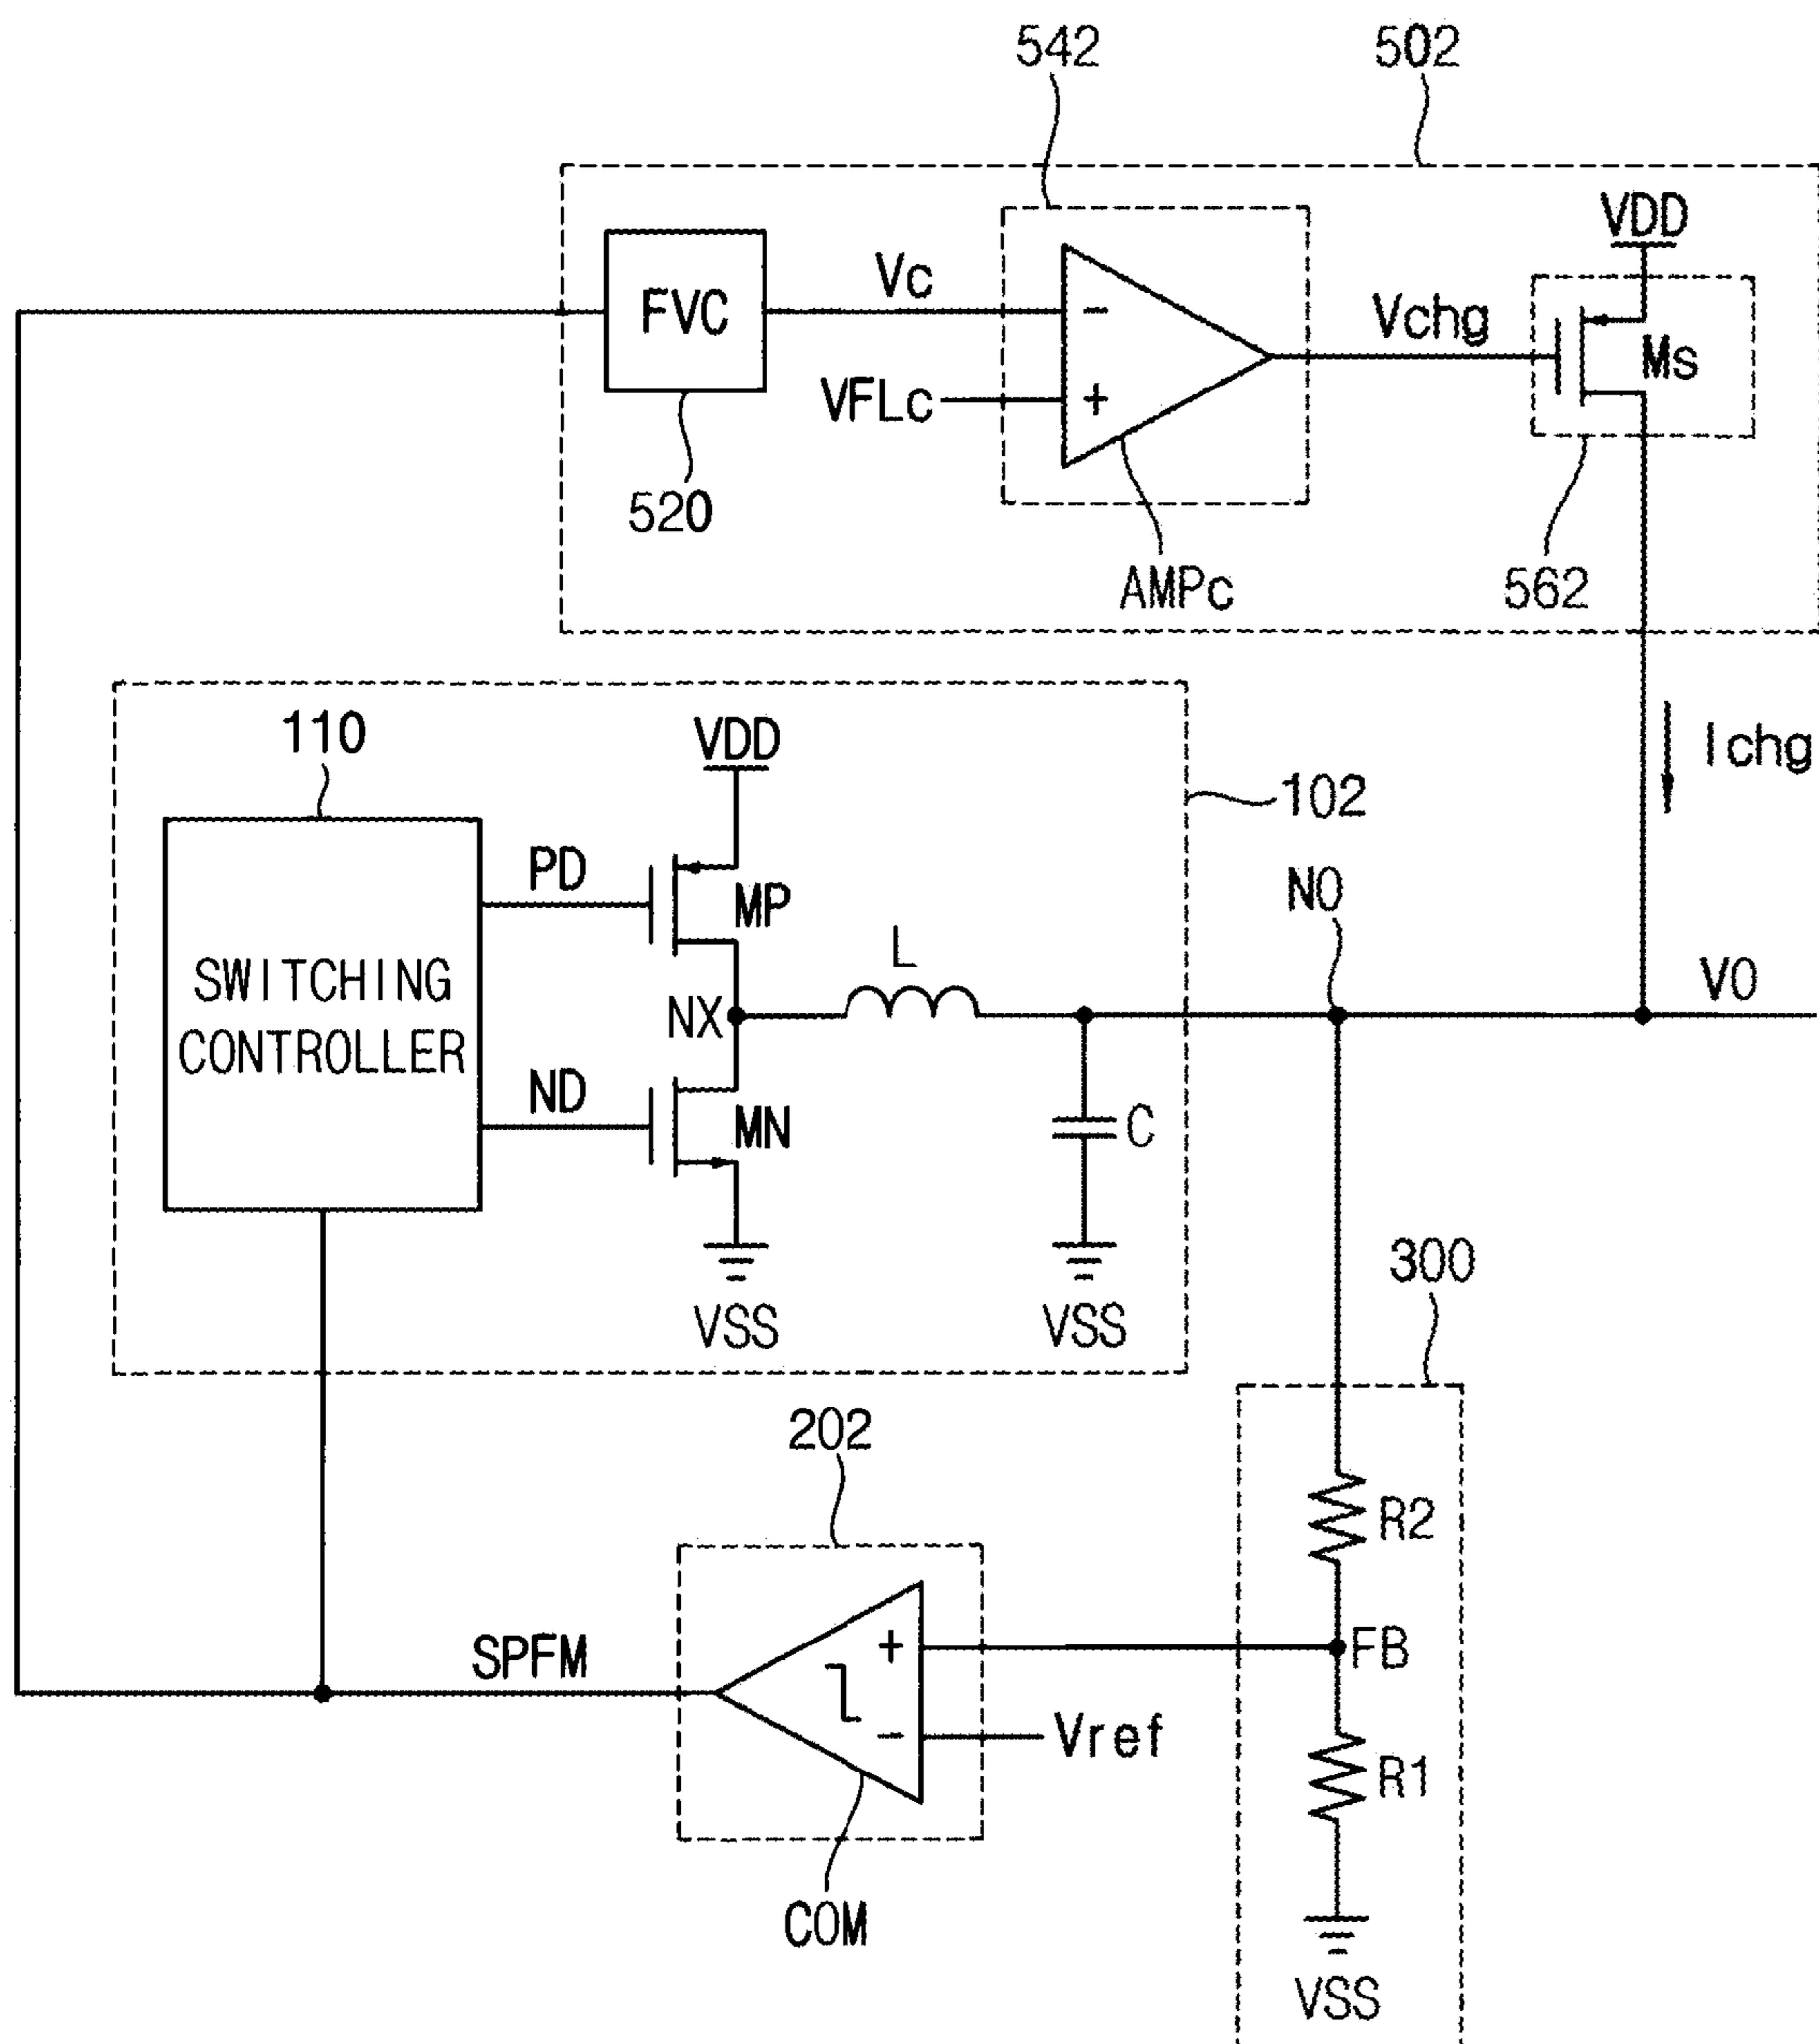 542
502
VDD
FVC
Vc
-
VFLc
+
Vchg
Ms
520
AMPc
562
110
VDD
102
Ichg
PD
MP
NO
SWITCHING
CONTROLLER
L
VO
NX
ND
MN
C
VSS
VSS
300
202
R2
SPFM
+
FB
-
Vref
R1
COM
VSS